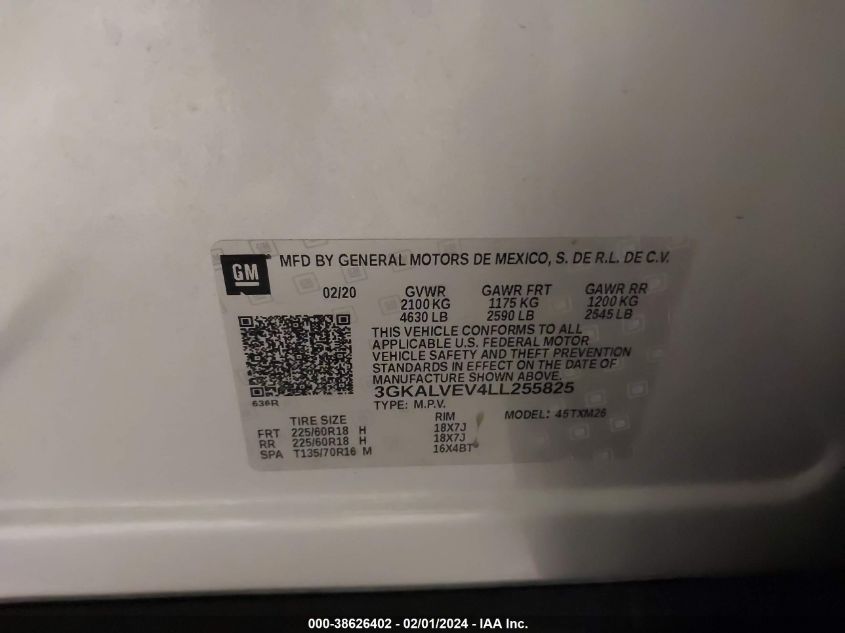 GM MFD BY GENERAL MOTORS DE MEXICO, S. DE R.L. DE C.V.
02/20 GVWR GAWR FRT GAWR RR
2100 KG 1175 KG 1200 KG
4630 LB 2590 LB 2545 LB
THIS VEHICLE CONFORMS TO ALL
APPLICABLE U.S. FEDERAL MOTOR
VEHICLE SAFETY AND THEFT PREVENTION
STANDARDS IN EFFECT ON THE DATE OF
MANUFACTURE SHOWN ABOVE.
3GKALVEV4LL255825
636R
TYPE: M.P.V. MODEL: 45TXM26
TIRE SIZE RIM
FRT 225/60R18 H 18X7J
RR 225/60R18 H 18X7J
SPA T135/70R16 M 16X4BT
000-38626402 - 02/01/2024 - IAA Inc.